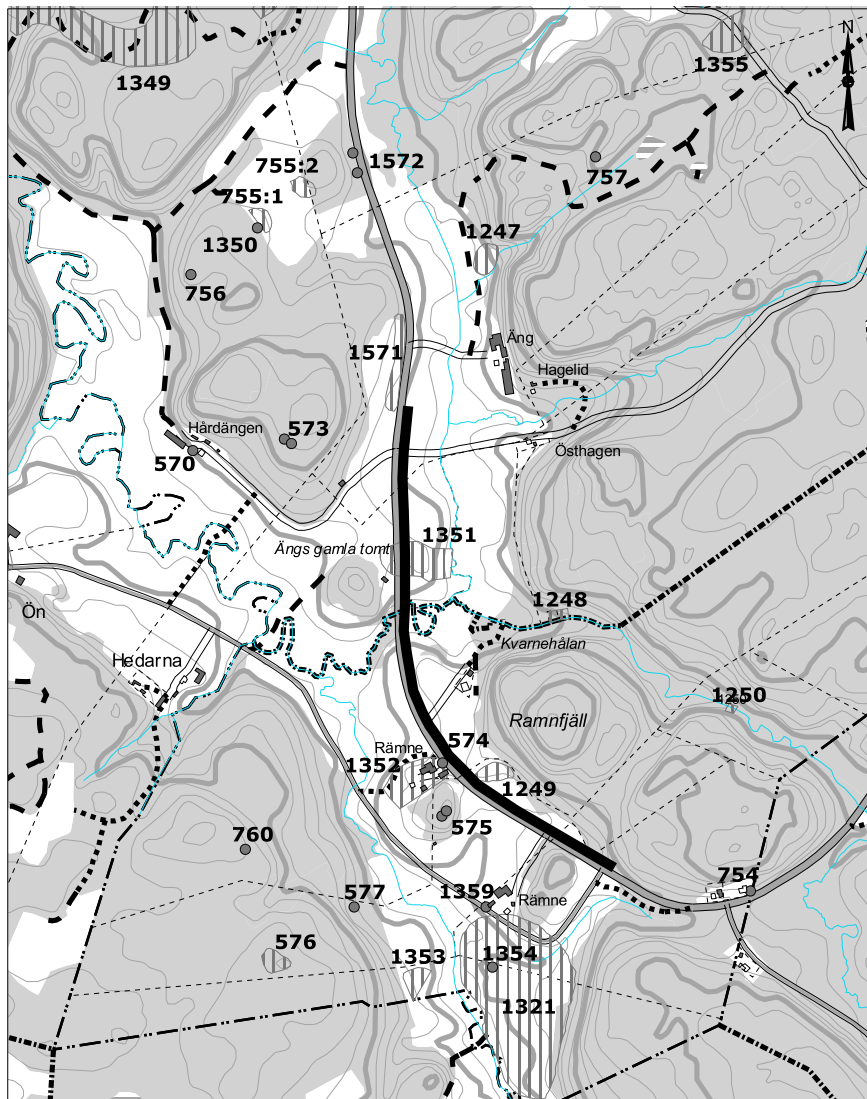 N
1349
1355
755:2
1572
757
755:1
1350
1247
756
1571
Äng
Hagelid
Hårdängen
573
570
Östhagen
1351
Ängs gamla tomt
1248
Ön
Kvarnehålan
Hedarna
1250
1250
Ramnfjäll
Rämne
574
1352
1249
575
760
754
577
1359
Rämne
576
1353
1354
1321